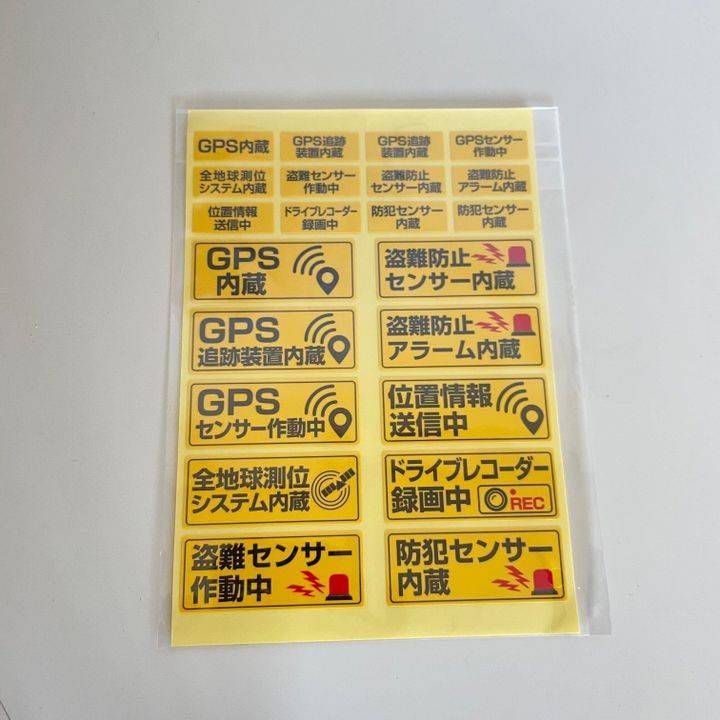 GPS内蔵
GPS追跡
装置内蔵
GPS追跡
装置内蔵
GPSセンサー
作動中
全地球測位
システム内蔵
盗難センサー
作動中
盗難防止
センサー内蔵
盗難防止
アラーム内蔵
位置情報
送信中
ドライブレコーダー
録画中
防犯センサー
内蔵
防犯センサー
内蔵
GPS
内蔵
盗難防止
センサー内蔵
GPS
追跡装置内蔵
盗難防止
アラーム内蔵
GPS
センサー作動中
位置情報
送信中
全地球測位
システム内蔵
ドライブレコーダー
録画中
REC
盗難センサー
作動中
防犯センサー
内蔵